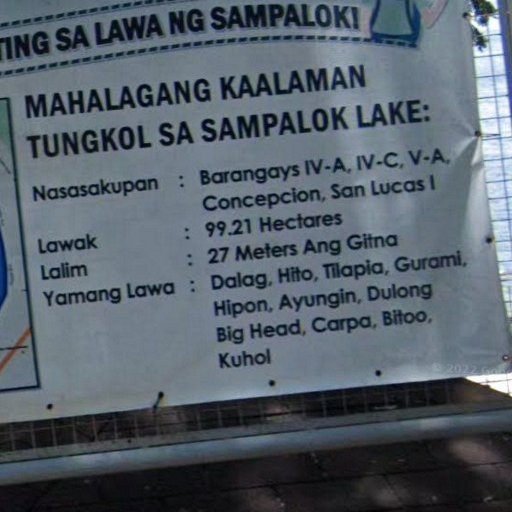 TING SA LAWA NG SAMPALOK!
MAHALAGANG KAALAMAN
TUNGKOL SA SAMPALOK LAKE:
Nasasakupan : Barangays IV-A, IV-C, V-A,
Concepcion, San Lucas I
Lawak : 99.21 Hectares
Lalim : 27 Meters Ang Gitna
Yamang Lawa : Dalag, Hito, Tilapia, Gurami,
Hipon, Ayungin, Dulong
Big Head, Carpa, Bitoo,
Kuhol
© 2022